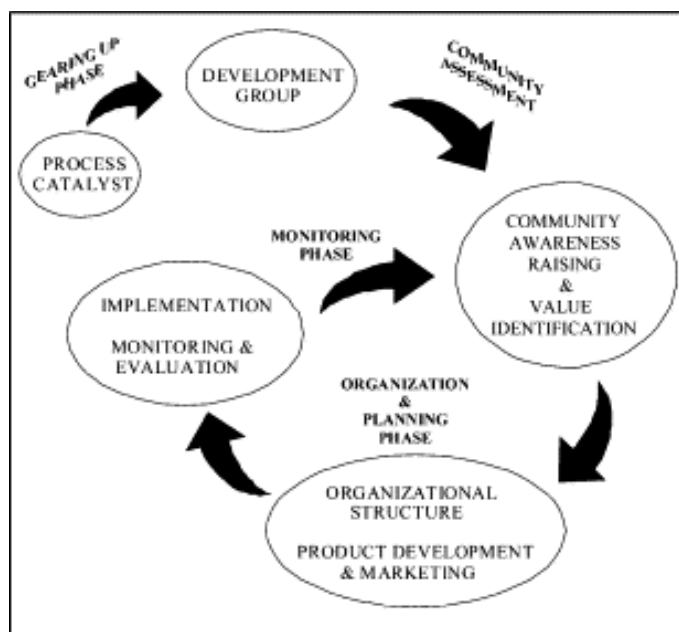 GEARING UP
PHASE
DEVELOPMENT
GROUP
COMMUNITY
ASSESSMENT
PROCESS
CATALYST
COMMUNITY
AWARENESS
RAISING
&
VALUE
IDENTIFICATION
MONITORING
PHASE
IMPLEMENTATION
MONITORING &
EVALUATION
ORGANIZATION
&
PLANNING
PHASE
ORGANIZATIONAL
STRUCTURE
PRODUCT DEVELOPMENT
& MARKETING